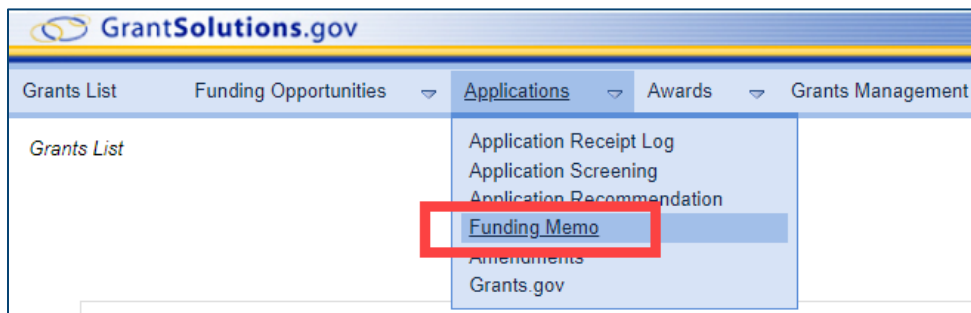 GrantSolutions.gov
Grants List Funding Opportunities Applications Awards Grants Management
Grants List
Application Receipt Log
Application Screening
Application Recommendation
Funding Memo
Amendments
Grants.gov